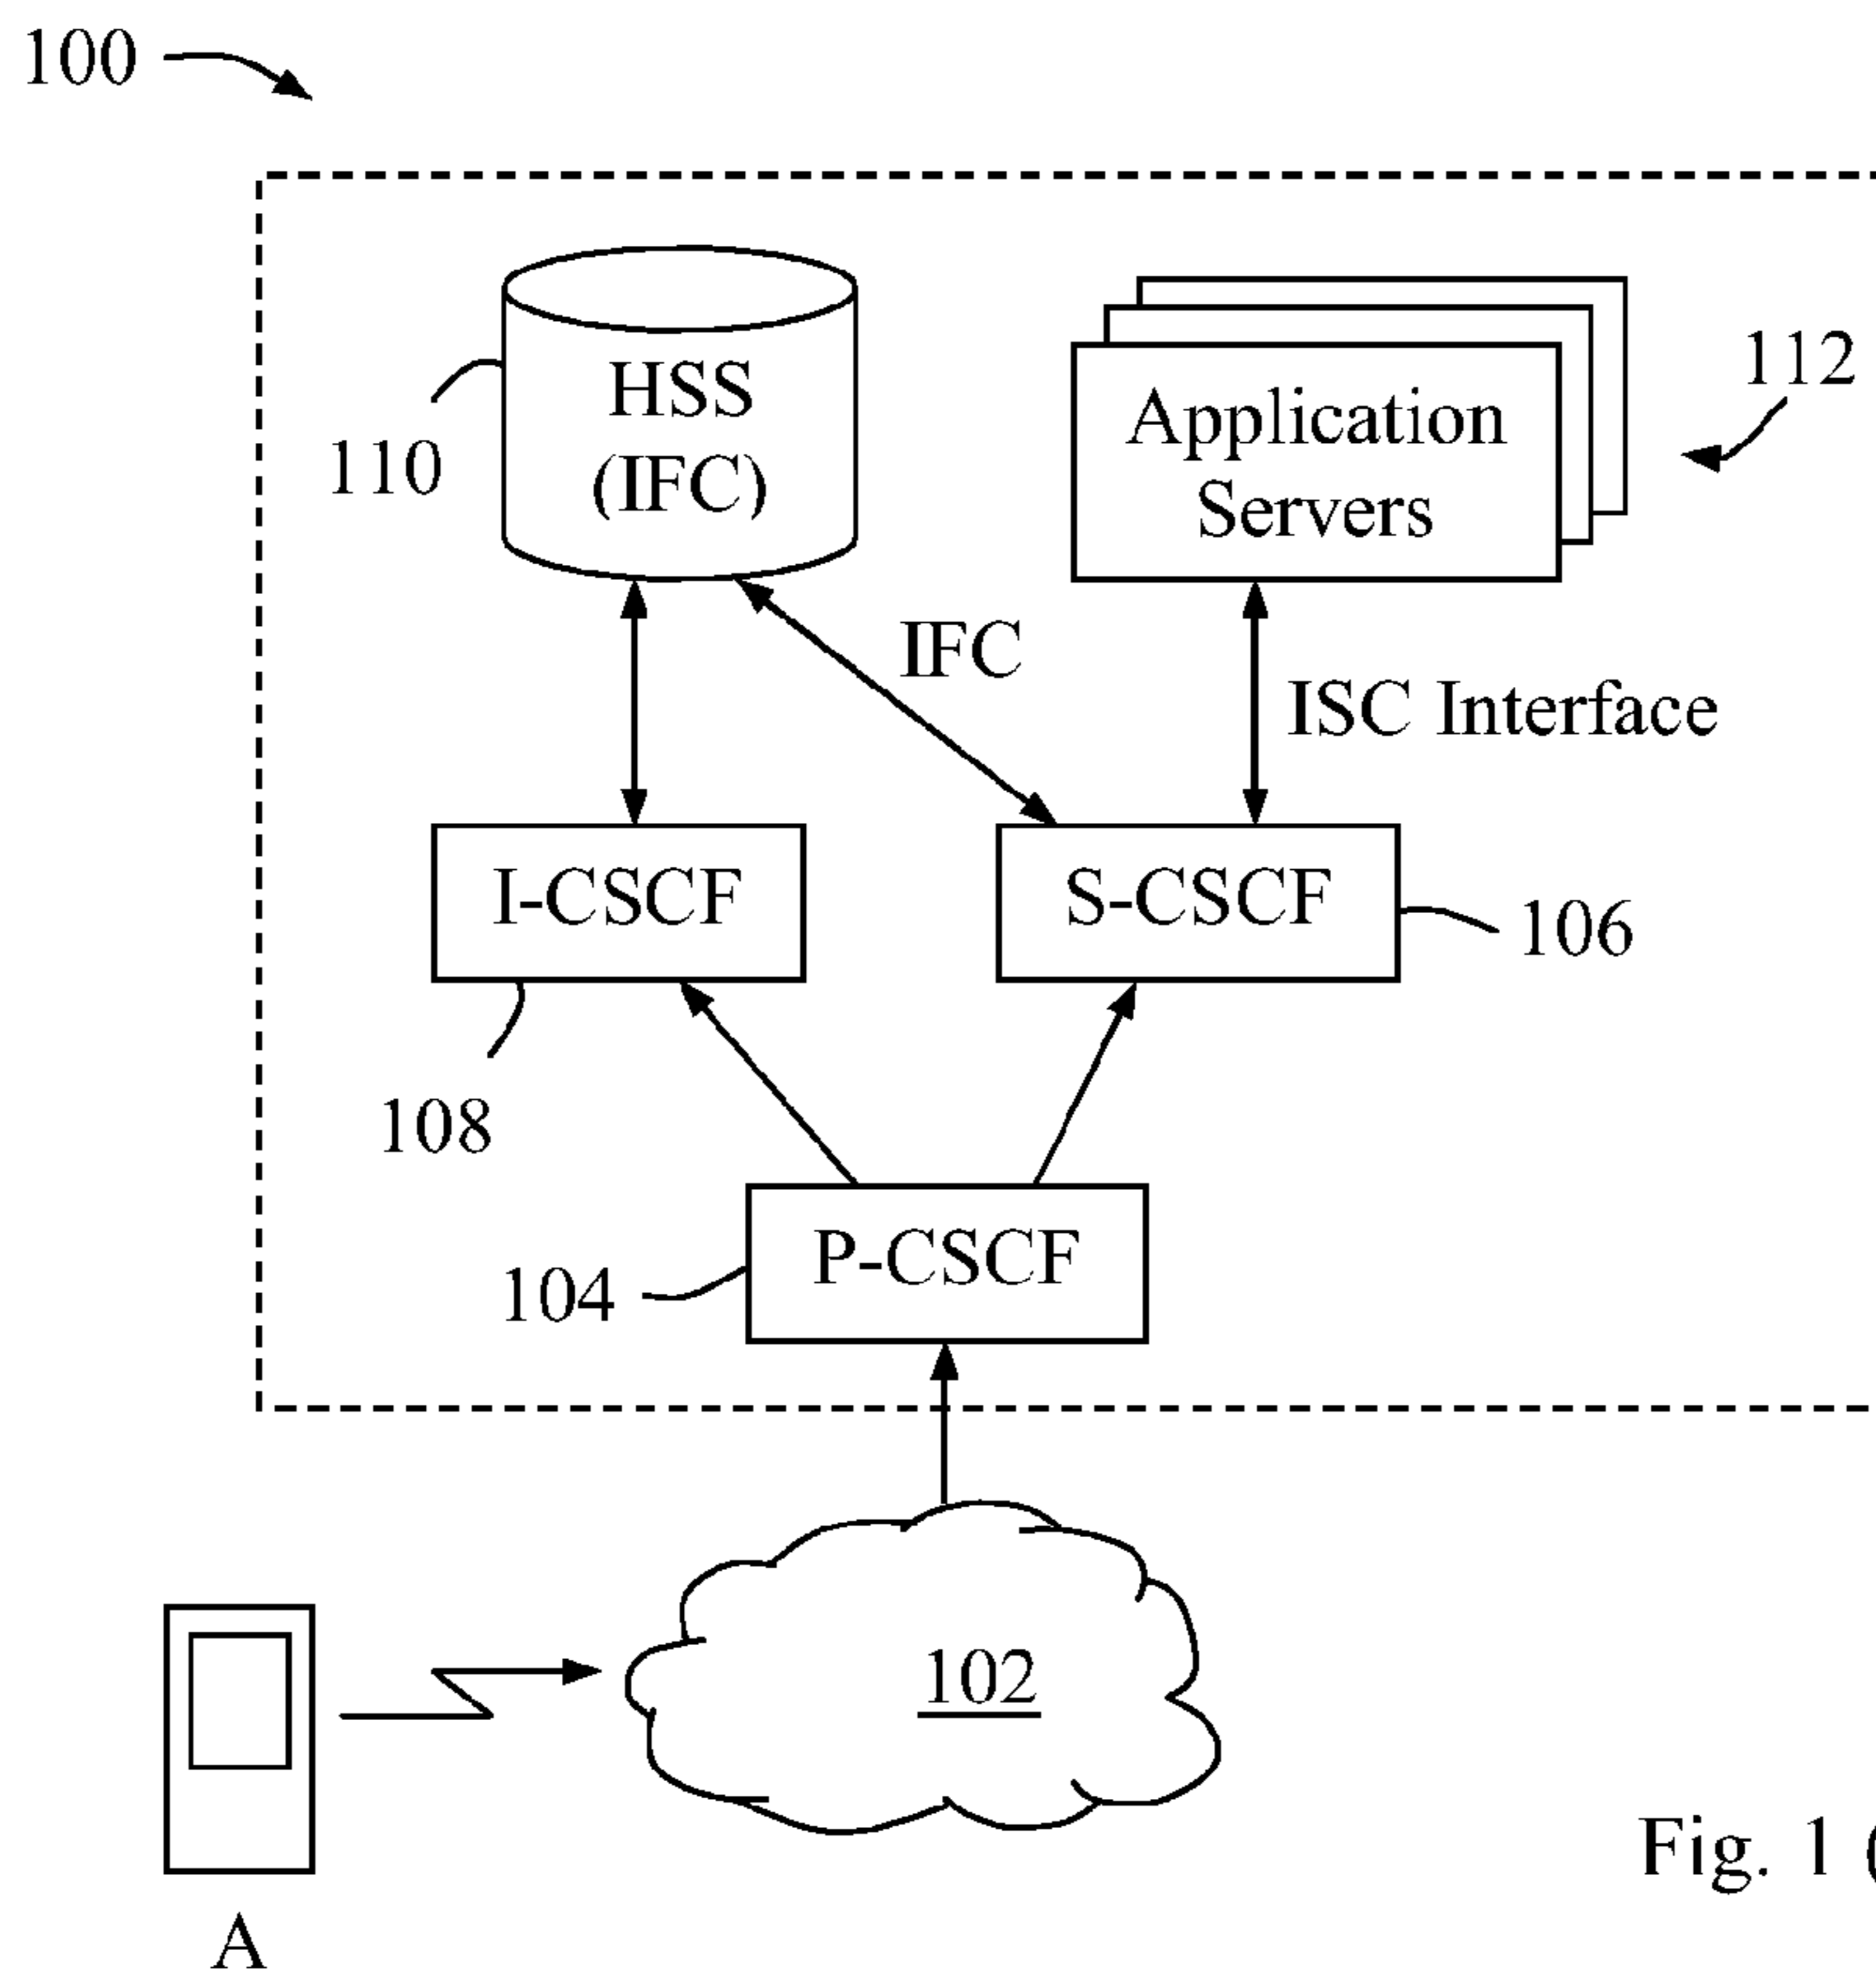 100
HSS
(IFC)
110
Application
Servers
112
IFC
ISC Interface
I-CSCF
S-CSCF
106
108
P-CSCF
104
102
A
Fig. 1 (